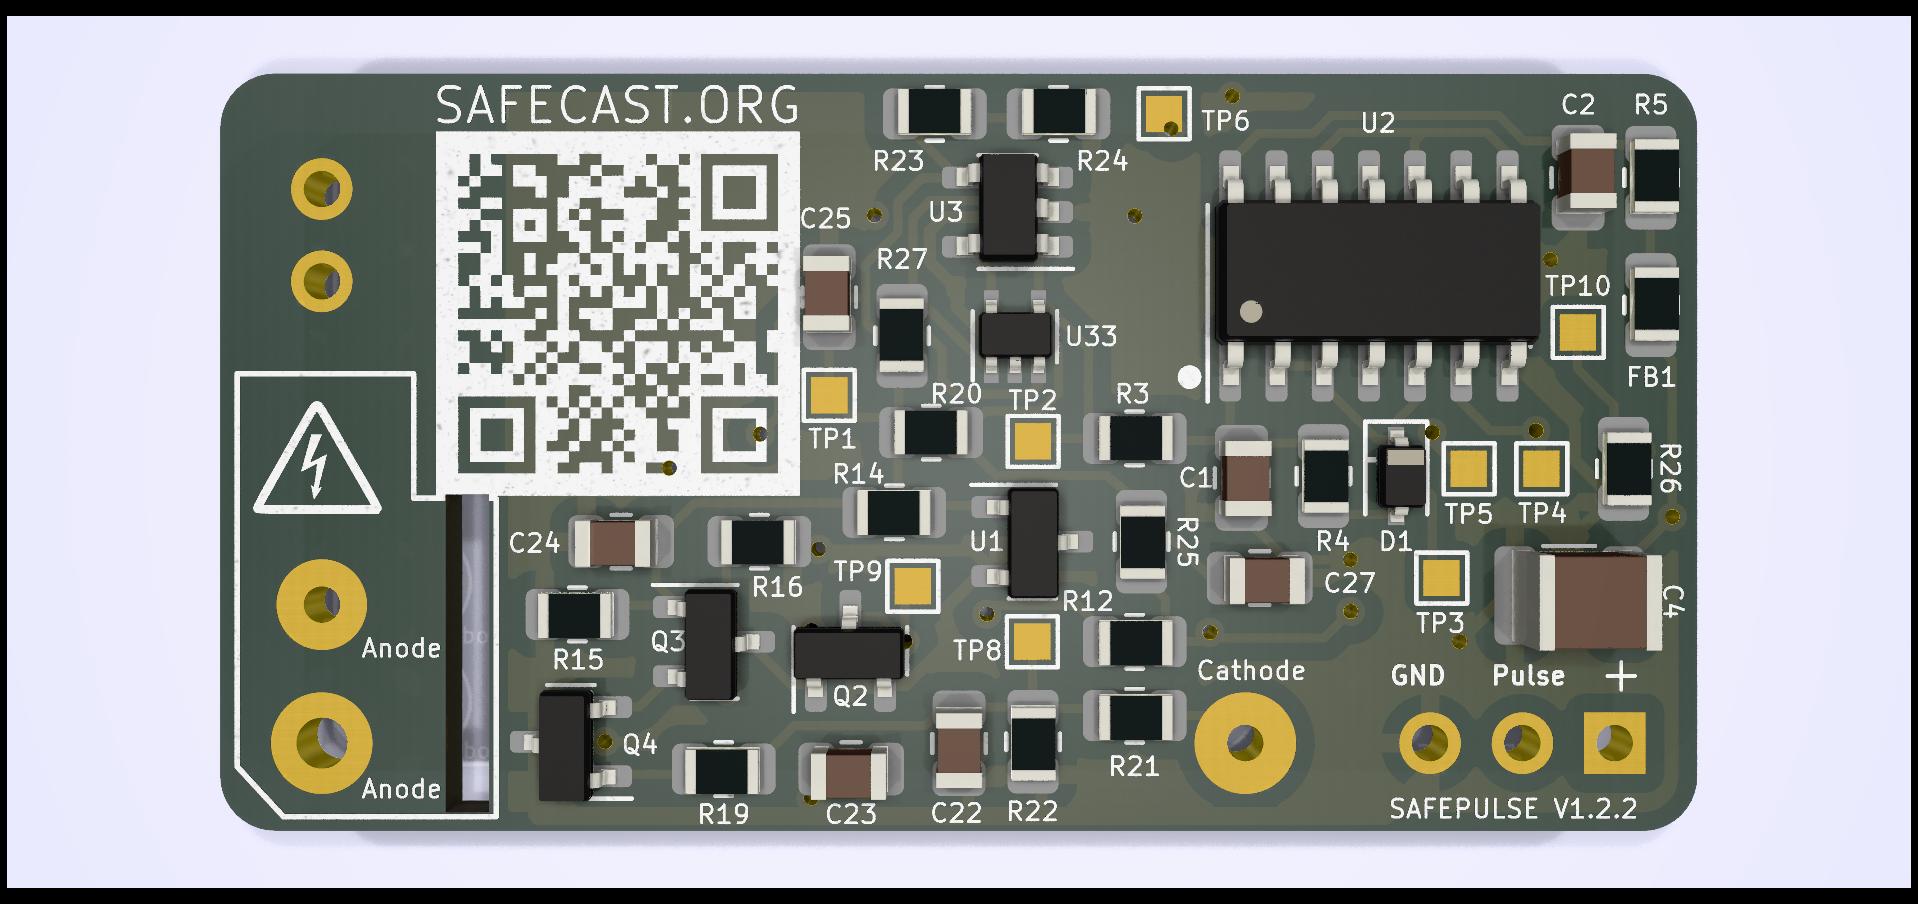 SAFECAST.ORG
R23
R24
TP6
U2
C2
R5
C25
U3
R27
TP10
U33
FB1
R20
TP2
R3
TP1
R14
C1
R26
TP5
TP4
C24
U1
R25
R4
D1
R16
TP9
R12
C27
C4
TP3
Anode
R15
Q3
TP8
Cathode
GND
Pulse
+
Q2
Q4
R21
Anode
R19
C23
C22
R22
SAFEPULSE V1.2.2